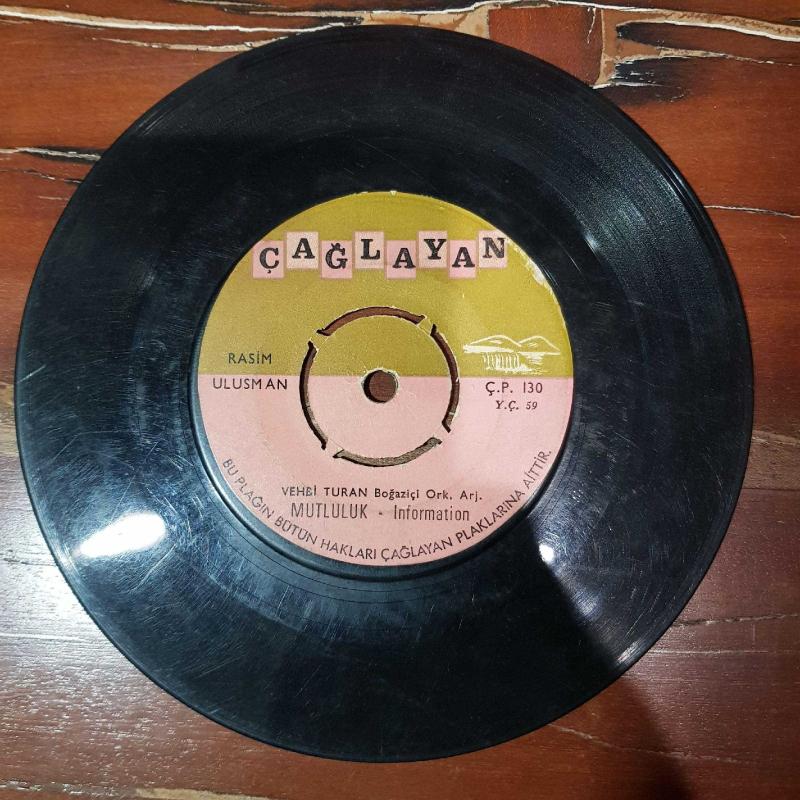 ÇAĞLAYAN
RASİM
ULUSMAN
Ç.P. 130
Y.Ç. 59
VEHBİ TURAN Boğaziçi Ork. Arj.
MUTLULUK - Information
BU PLAĞIN BÜTÜN HAKLARI ÇAĞLAYAN PLAKLARINA AİTTİR.